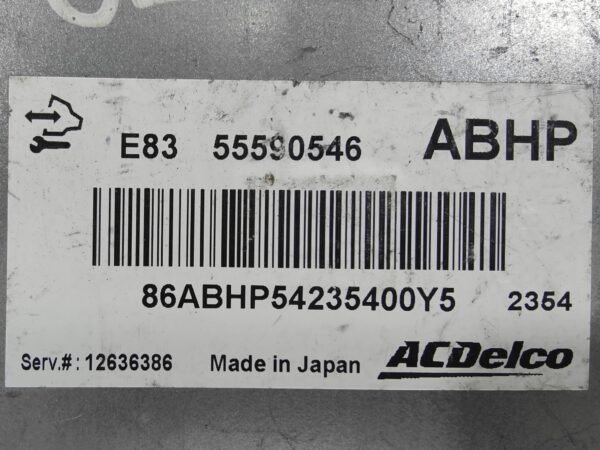 E83 55590546 ABHP
86ABHP54235400Y5 2354
Serv.#: 12636386 Made in Japan ACDelco